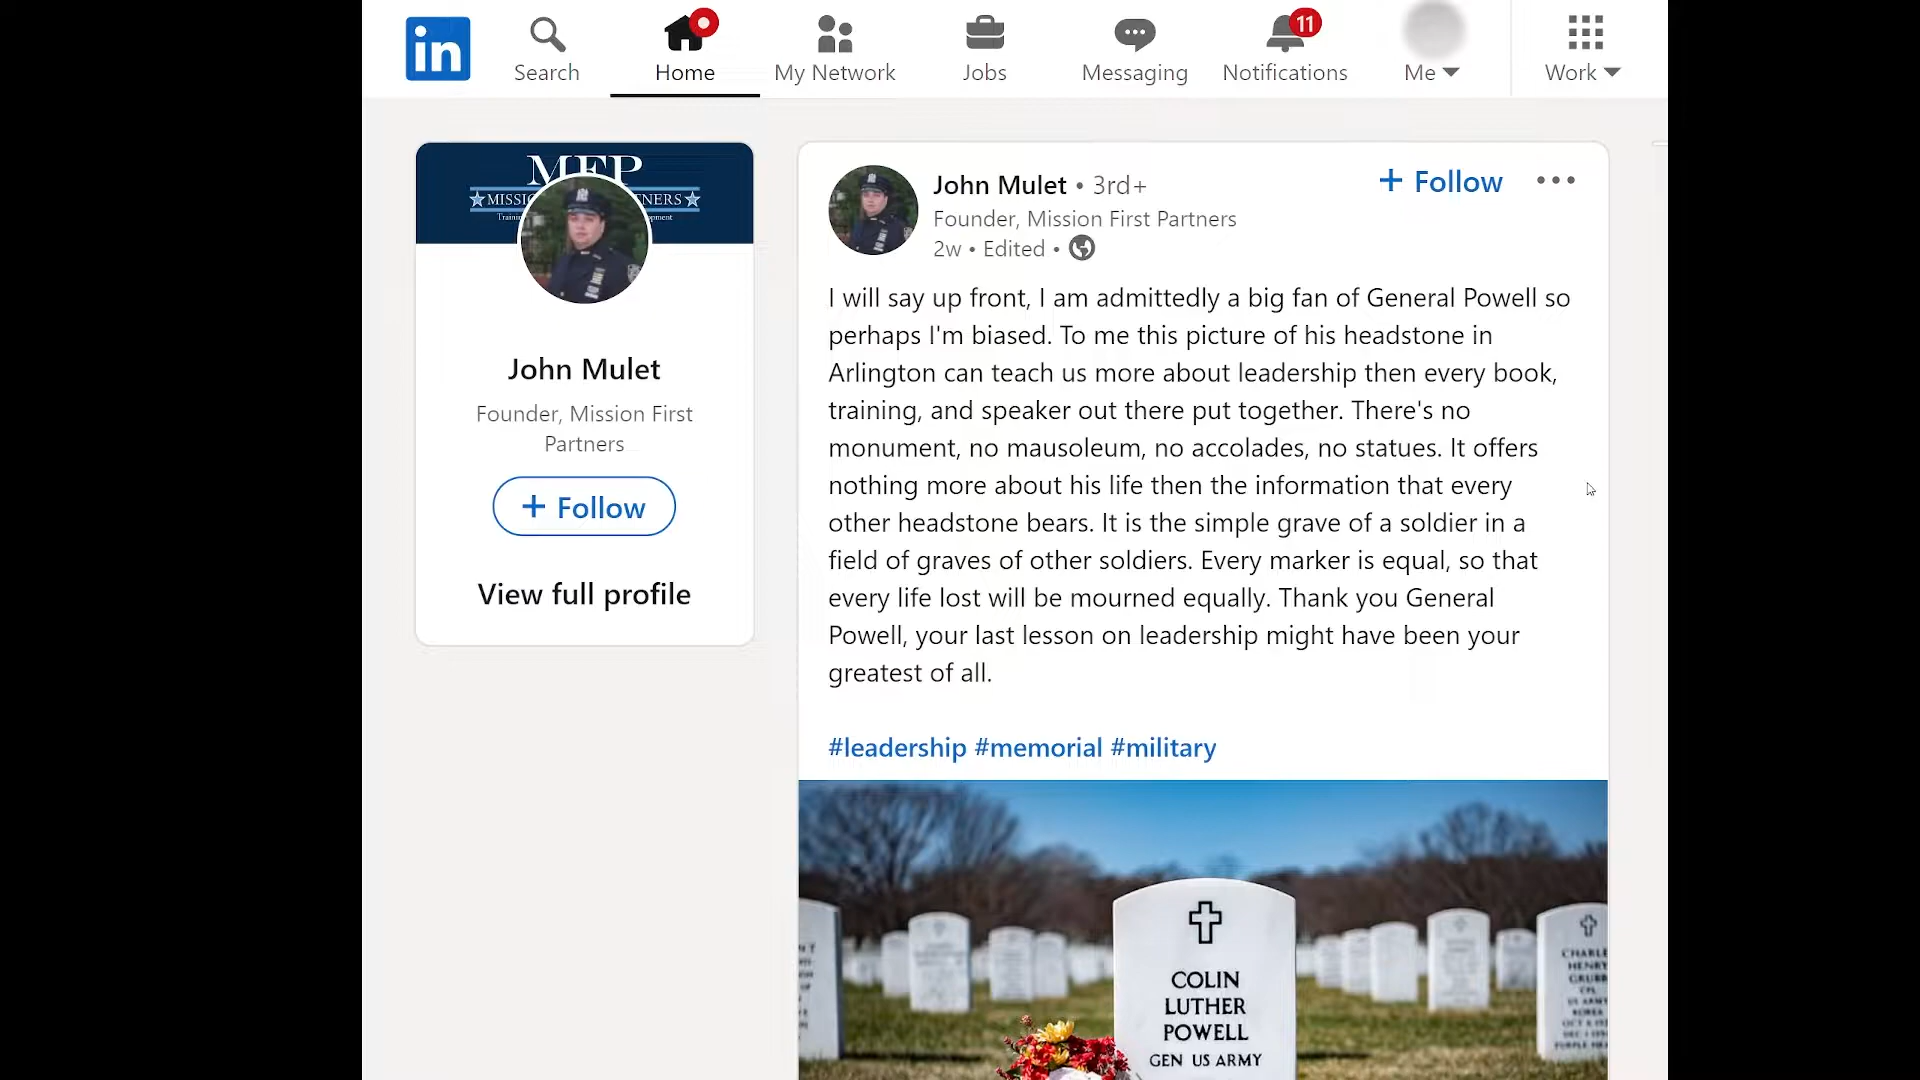 in
Search
Home
My Network
Jobs
Messaging
11
Notifications
Me
Work
MFP
Training
John Mulet
Founder, Mission First
Partners
+ Follow
View full profile
John Mulet • 3rd+
Founder, Mission First Partners
2w • Edited •
+ Follow
I will say up front, I am admittedly a big fan of General Powell so
perhaps I'm biased. To me this picture of his headstone in
Arlington can teach us more about leadership then every book,
training, and speaker out there put together. There's no
monument, no mausoleum, no accolades, no statues. It offers
nothing more about his life then the information that every
other headstone bears. It is the simple grave of a soldier in a
field of graves of other soldiers. Every marker is equal, so that
every life lost will be mourned equally. Thank you General
Powell, your last lesson on leadership might have been your
greatest of all.
#leadership #memorial #military
COLIN
LUTHER
POWELL
GEN US ARMY
CHARLE
HENRY